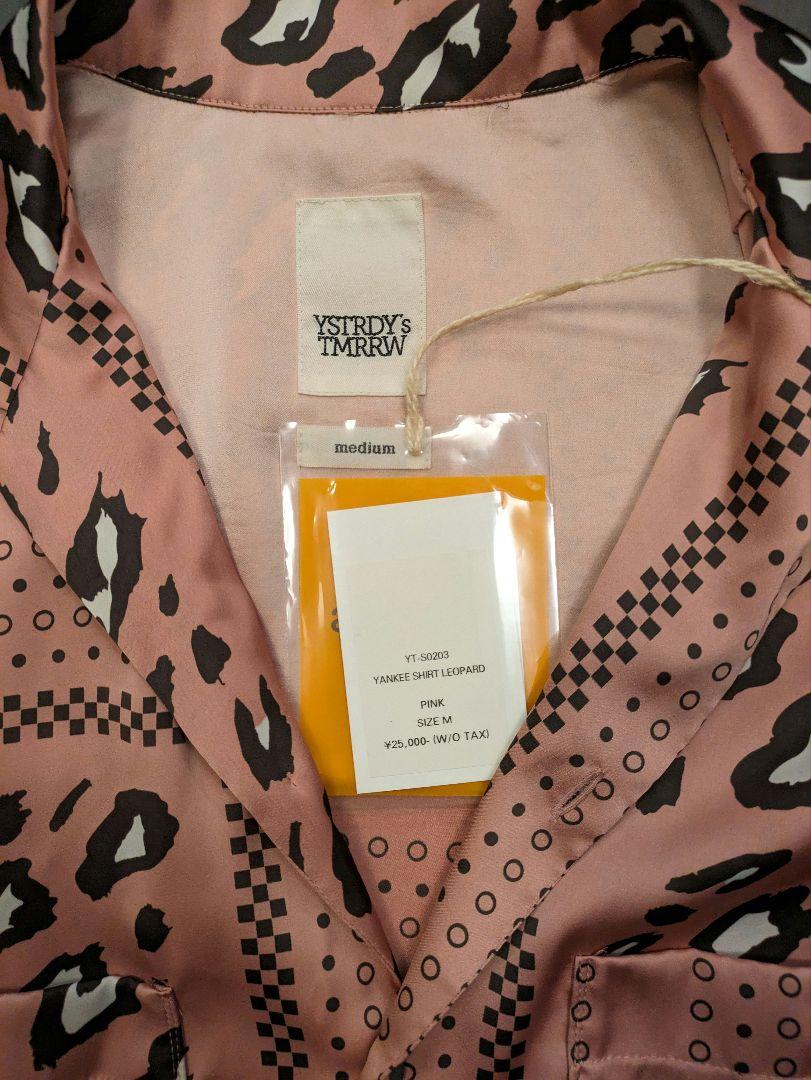 YSTRDY's
TMRRW
medium
YT-S0203
YANKEE SHIRT LEOPARD
PINK
SIZE M
¥25,000- (W/O TAX)